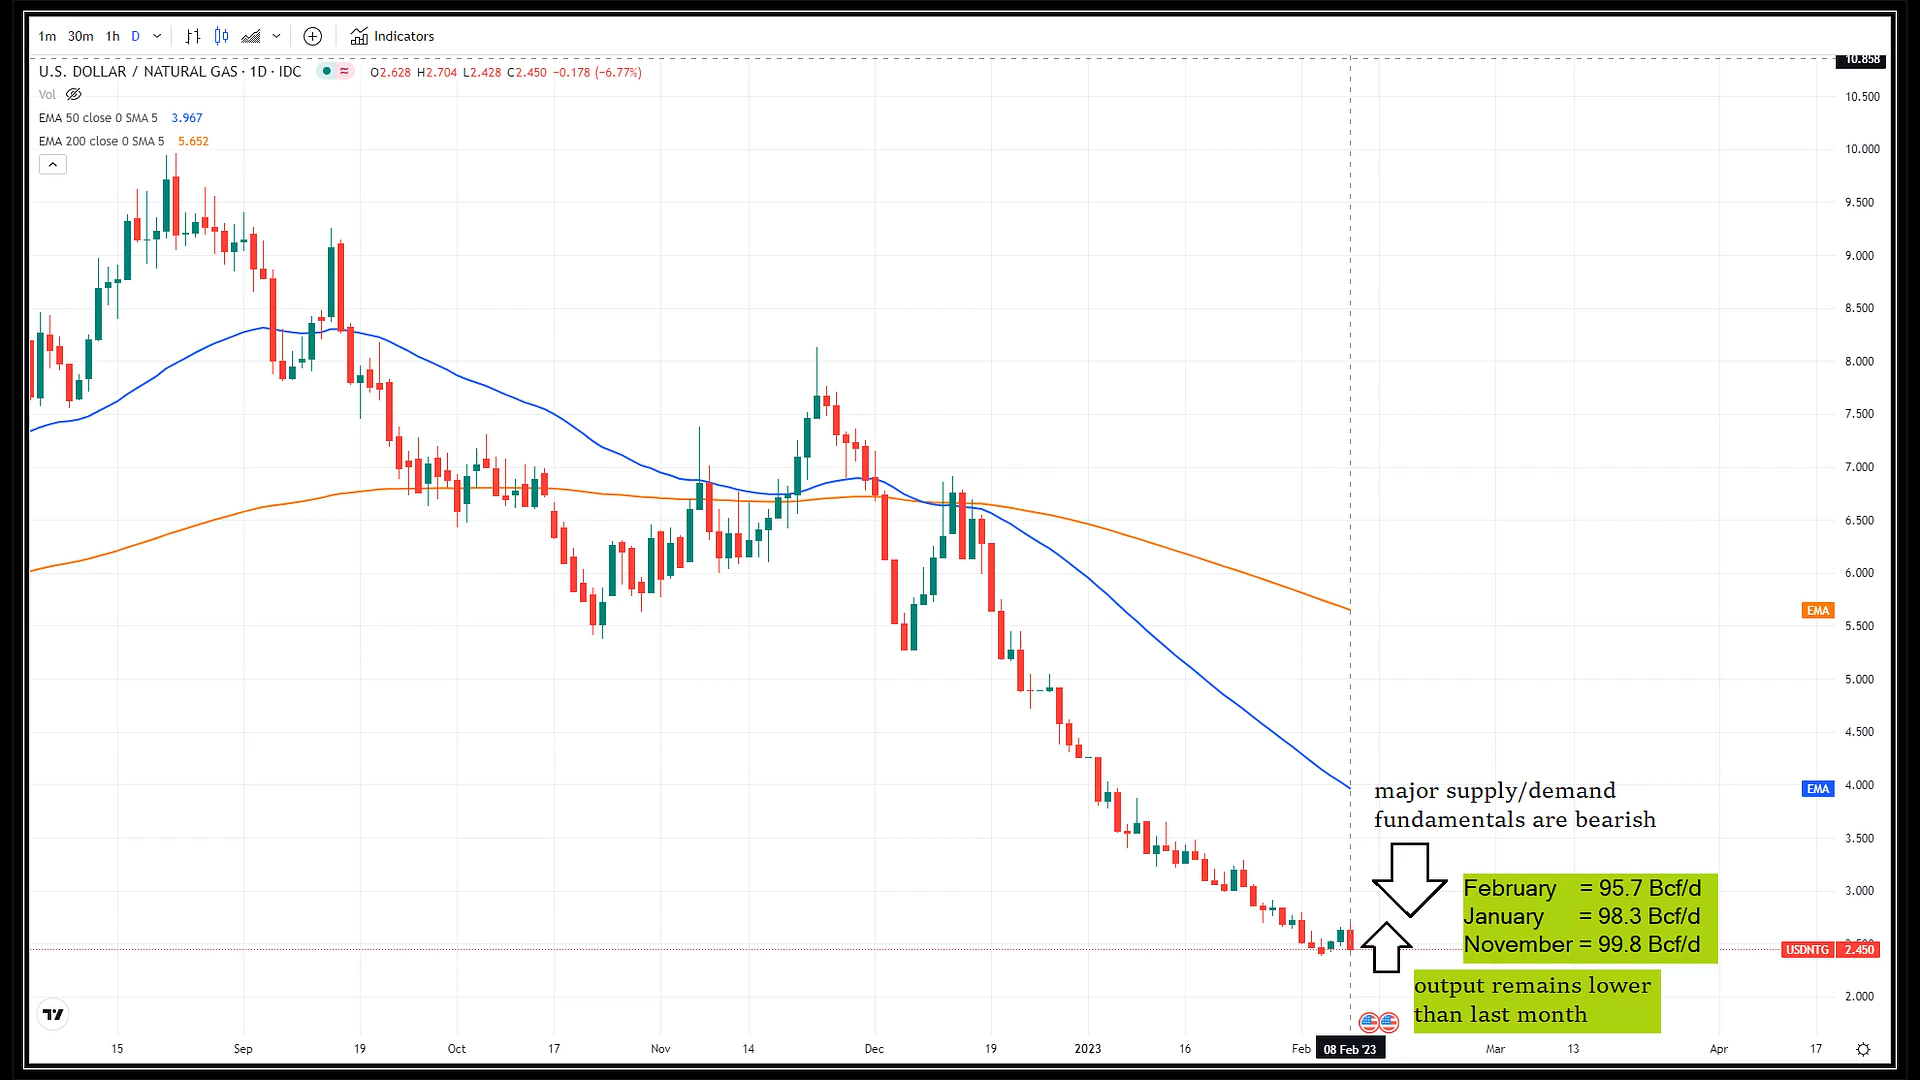 1m 30m 1h D Indicators
U.S. DOLLAR / NATURAL GAS · 1D · IDC O2.628 H2.704 L2.428 C2.450 −0.178 (−6.77%)
Vol
EMA 50 close 0 SMA 5 3.967
EMA 200 close 0 SMA 5 5.652
10.858
10.500
10.000
9.500
9.000
8.500
8.000
7.500
7.000
6.500
6.000
EMA
5.500
5.000
4.500
4.000
EMA
major supply/demand
fundamentals are bearish
3.500
3.000
February = 95.7 Bcf/d
January = 98.3 Bcf/d
November = 99.8 Bcf/d
USDNTG 2.450
output remains lower
than last month
2.000
15 Sep 19 Oct 17 Nov 14 Dec 19 2023 16 Feb 08 Feb '23 Mar 13 Apr 17